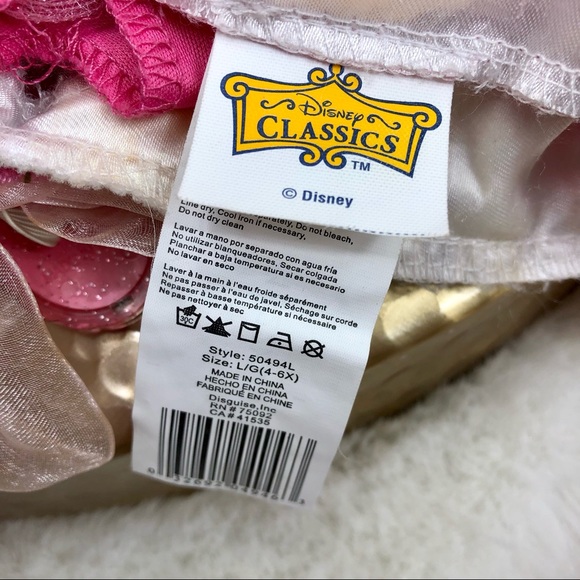 Disney
CLASSICS
TM
© Disney
Line dry, Cool iron if necessary,
Do not dry clean
Lavar a mano por separado con agua fría
No utilizar blanqueadores. Secar colgada
Planchar a baja temperatura si es necesario
No lavar en seco
Laver à la main à l'eau froide séparément
Ne pas passer à l'eau de javel. Séchage sur corde
Repasser à basse température si nécessaire
Ne pas nettoyer à sec
30C
Style: 50494L
Size: L/G(4-6X)
MADE IN CHINA
HECHO EN CHINA
FABRIQUÉ EN CHINE
Disguise,Inc
RN # 75092
CA # 41535